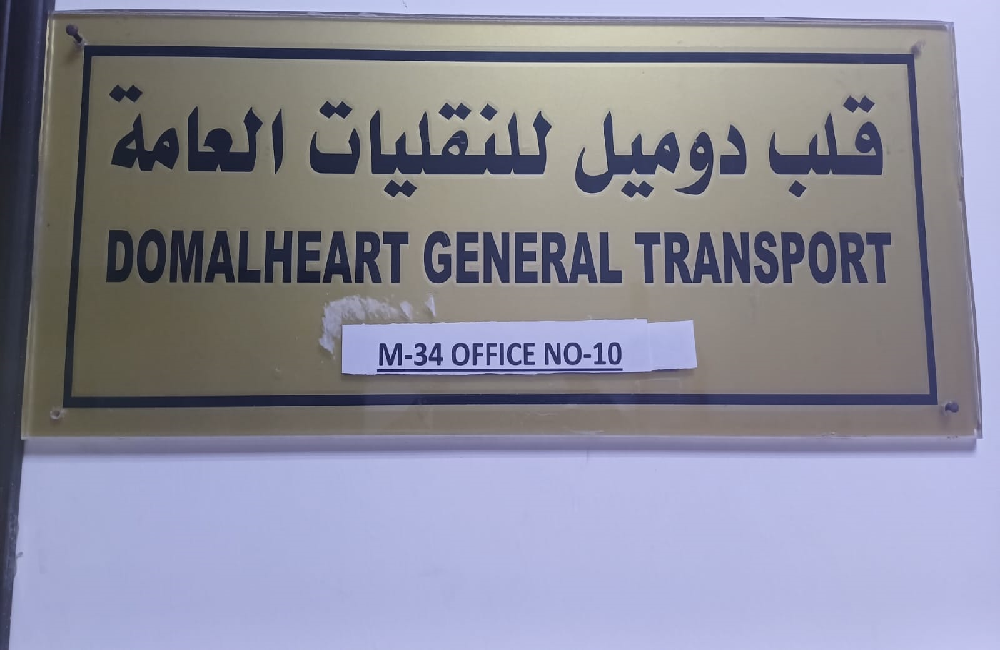 قلب دوميل للنقليات العامة
DOMALHEART GENERAL TRANSPORT
M-34 OFFICE NO-10